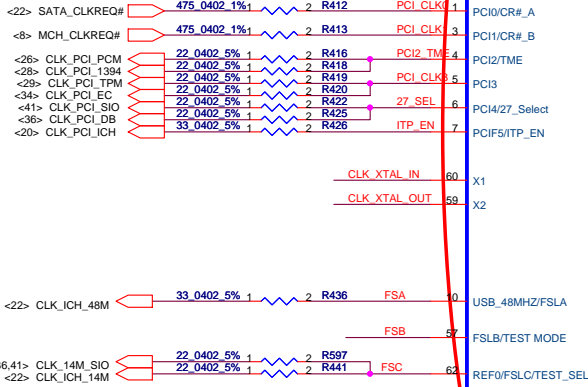 <22> SATA_CLKREQ# 475_0402_1% 1 2 R412 PCI_CLK 1 PCI0/CR#_A
<8> MCH_CLKREQ# 475_0402_1% 1 2 R413 PCI_CLK 3 PCI1/CR#_B
<26> CLK_PCI_PCM 22_0402_5% 1 2 R416 PCI2_TME 4 PCI2/TME
<28> CLK_PCI_1394 22_0402_5% 1 2 R418
<29> CLK_PCI_TPM 22_0402_5% 1 2 R419 PCI_CLK3 5 PCI3
<34> CLK_PCI_EC 22_0402_5% 1 2 R420
<41> CLK_PCI_SIO 22_0402_5% 1 2 R422 27_SEL 6 PCI4/27_Select
<36> CLK_PCI_DB 22_0402_5% 1 2 R425
<20> CLK_PCI_ICH 33_0402_5% 1 2 R426 ITP_EN 7 PCIF5/ITP_EN
CLK_XTAL_IN 60 X1
CLK_XTAL_OUT 59 X2
<22> CLK_ICH_48M 33_0402_5% 1 2 R436 FSA 10 USB_48MHZ/FSLA
FSB 57 FSLB/TEST MODE
6,41> CLK_14M_SIO 22_0402_5% 1 2 R597
<22> CLK_ICH_14M 22_0402_5% 1 2 R441 FSC 62 REF0/FSLC/TEST_SEL